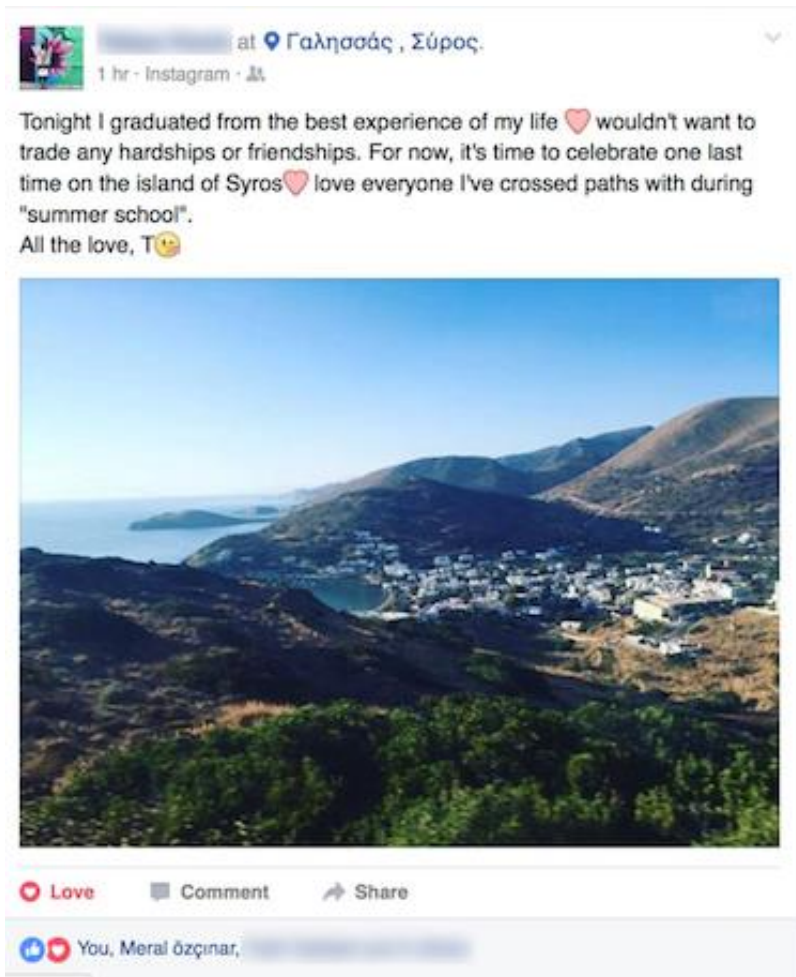 at Γαλησσάς , Σύρος.
1 hr · Instagram ·
Tonight I graduated from the best experience of my life wouldn't want to
trade any hardships or friendships. For now, it's time to celebrate one last
time on the island of Syros love everyone I've crossed paths with during
"summer school".
All the love, T
Love Comment Share
You, Meral özçınar,